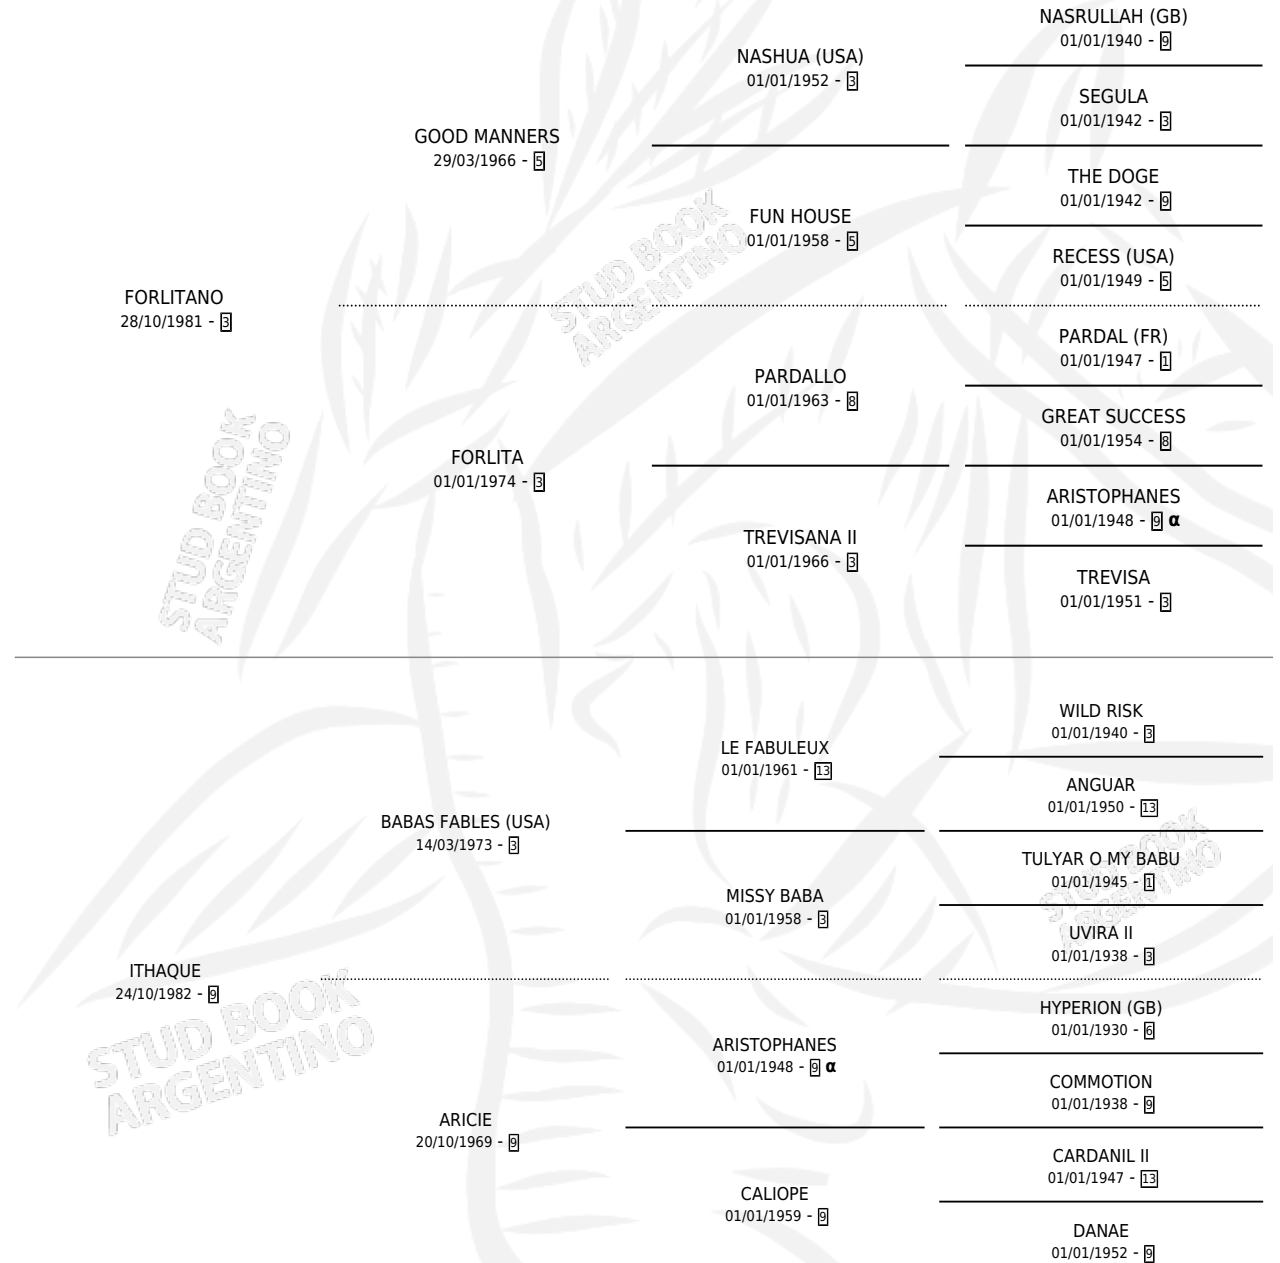 NASRULLAH (GB)
01/01/1940 - 9
NASHUA (USA)
01/01/1952 - 3
SEGULA
01/01/1942 - 3
GOOD MANNERS
29/03/1966 - 5
THE DOGE
01/01/1942 - 9
FUN HOUSE
01/01/1958 - 5
RECESS (USA)
01/01/1949 - 5
FORLITANO
28/10/1981 - 3
PARDAL (FR)
01/01/1947 - 1
PARDALLO
01/01/1963 - 8
GREAT SUCCESS
01/01/1954 - 8
FORLITA
01/01/1974 - 3
ARISTOPHANES
01/01/1948 - 9 α
TREVISANA II
01/01/1966 - 3
TREVISA
01/01/1951 - 3
WILD RISK
01/01/1940 - 3
LE FABULEUX
01/01/1961 - 13
ANGUAR
01/01/1950 - 13
BABAS FABLES (USA)
14/03/1973 - 3
TULYAR O MY BABU
01/01/1945 - 1
MISSY BABA
01/01/1958 - 3
UVIRA II
01/01/1938 - 3
ITHAQUE
24/10/1982 - 9
HYPERION (GB)
01/01/1930 - 6
ARISTOPHANES
01/01/1948 - 9 α
COMMOTION
01/01/1938 - 9
ARICIE
20/10/1969 - 9
CARDANIL II
01/01/1947 - 13
CALIOPE
01/01/1959 - 9
DANAE
01/01/1952 - 9
STUD BOOK
ARGENTINO
STUD BOOK
ARGENTINO
STUD BOOK
ARGENTINO
STUD BOOK
ARGENTINO